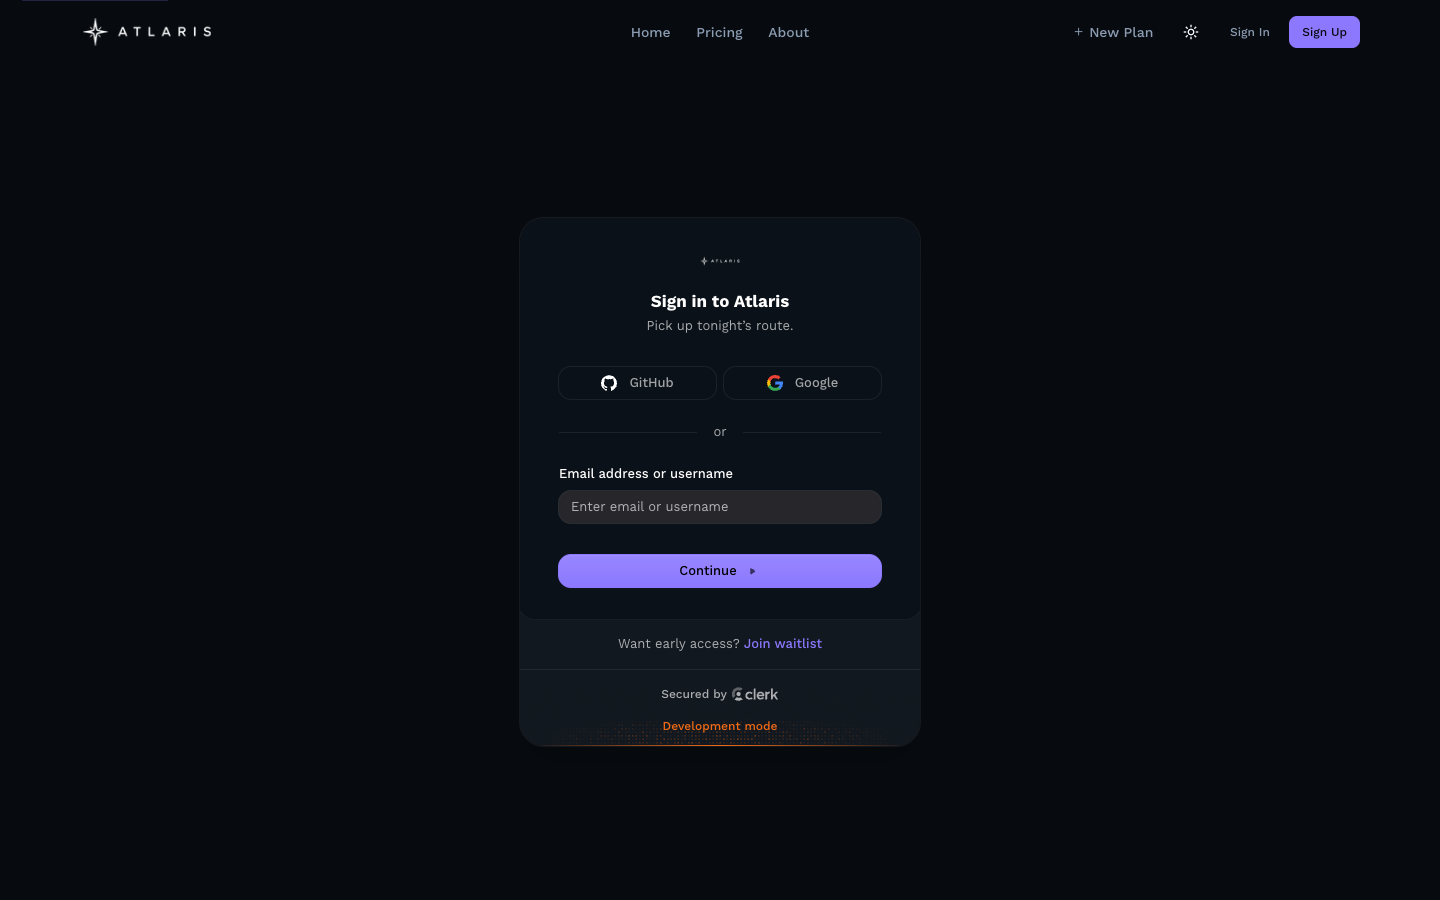 ATLARIS
Home Pricing About
+ New Plan
Sign In
Sign Up
ATLARIS
Sign in to Atlaris
Pick up tonight’s route.
GitHub
Google
or
Email address or username
Enter email or username
Continue
Want early access? Join waitlist
Secured by clerk
Development mode